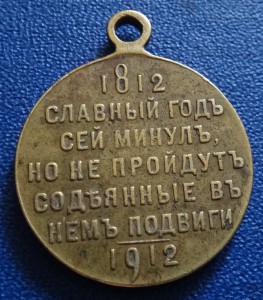 1812
СЛАВНЫЙ ГОДЪ
СЕЙ МИНУЛЪ,
НО НЕ ПРОЙДУТЪ
СОДѢЯННЫЕ ВЪ
НЕМЪ ПОДВИГИ
1912